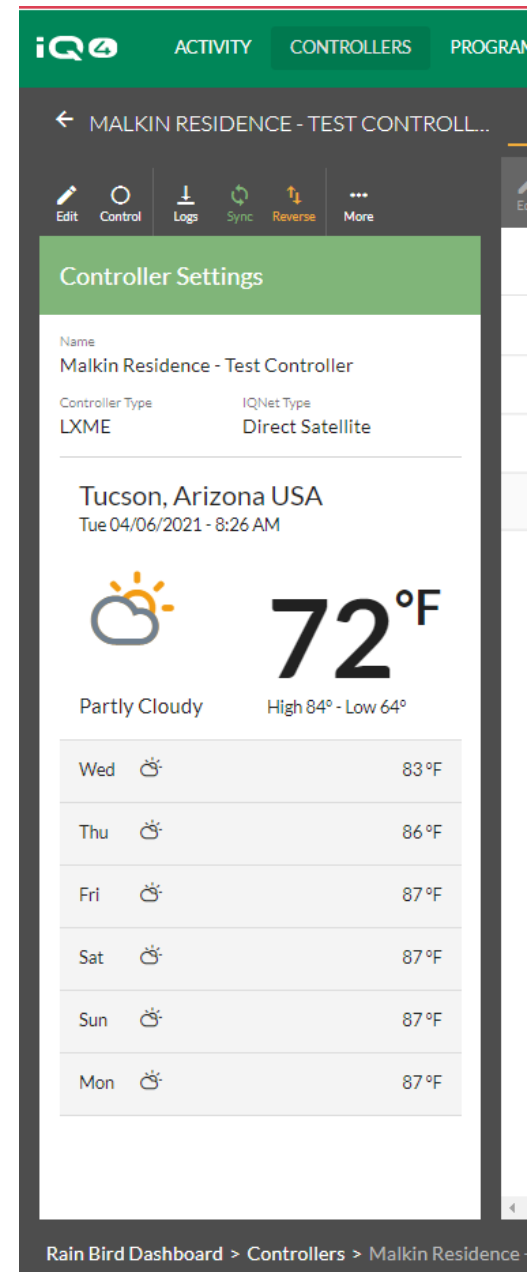 iQ4 ACTIVITY CONTROLLERS PROGRAM
MALKIN RESIDENCE - TEST CONTROLL...
Edit Control Logs Sync Reverse More
Controller Settings
Name
Malkin Residence - Test Controller
Controller Type IQNet Type
LXME Direct Satellite
Tucson, Arizona USA
Tue 04/06/2021 - 8:26 AM
72°F
Partly Cloudy High 84° - Low 64°
Wed 83°F
Thu 86°F
Fri 87°F
Sat 87°F
Sun 87°F
Mon 87°F
Rain Bird Dashboard > Controllers > Malkin Residence -